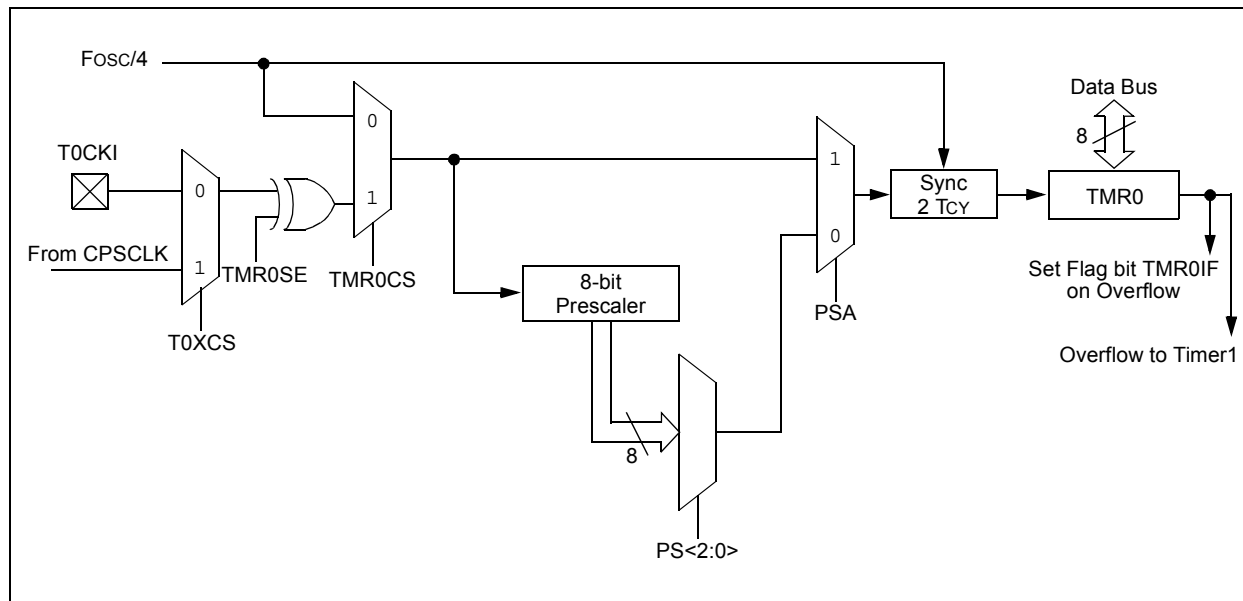 FOSC/4
Data Bus
8
T0CKI
0
1
0
1
0
1
Sync
2 TCY
TMR0
From CPSCLK
TMR0SE
TMR0CS
T0XCS
8-bit
Prescaler
PSA
Set Flag bit TMR0IF
on Overflow
Overflow to Timer1
8
PS<2:0>